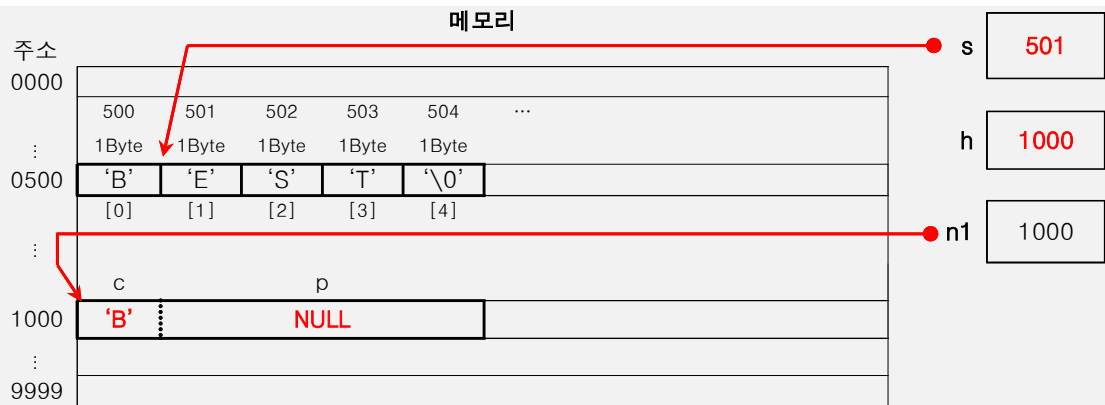 메모리
s 501
주소
0000
500 501 502 503 504 …
1Byte 1Byte 1Byte 1Byte 1Byte
h 1000
⋮
0500 ‘B’ ‘E’ ‘S’ ‘T’ ‘\0’
[0] [1] [2] [3] [4]
n1 1000
⋮
c p
1000 ‘B’ NULL
⋮
9999